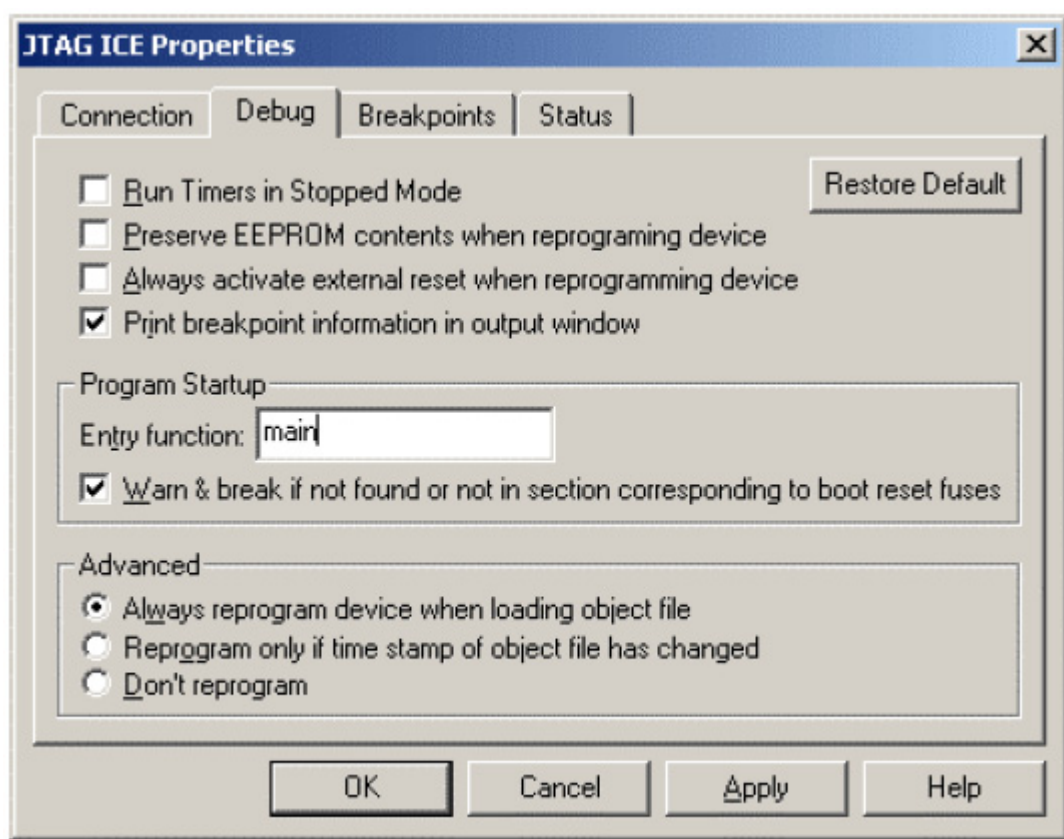 JTAG ICE Properties
Connection Debug Breakpoints Status
Run Timers in Stopped Mode
Restore Default
Preserve EEPROM contents when reprograming device
Always activate external reset when reprogramming device
Print breakpoint information in output window
Program Startup
Entry function: main
Warn & break if not found or not in section corresponding to boot reset fuses
Advanced
Always reprogram device when loading object file
Reprogram only if time stamp of object file has changed
Don't reprogram
OK Cancel Apply Help